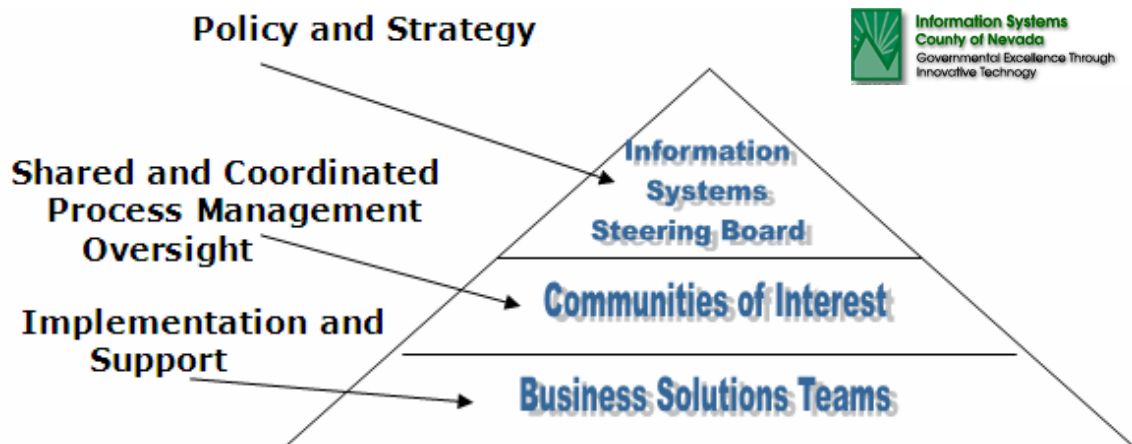 Policy and Strategy
Information Systems
County of Nevada
Governmental Excellence Through
Innovative Technogy
Information
Systems
Steering Board
Shared and Coordinated
Process Management
Oversight
Communities of Interest
Implementation and
Support
Business Solutions Teams